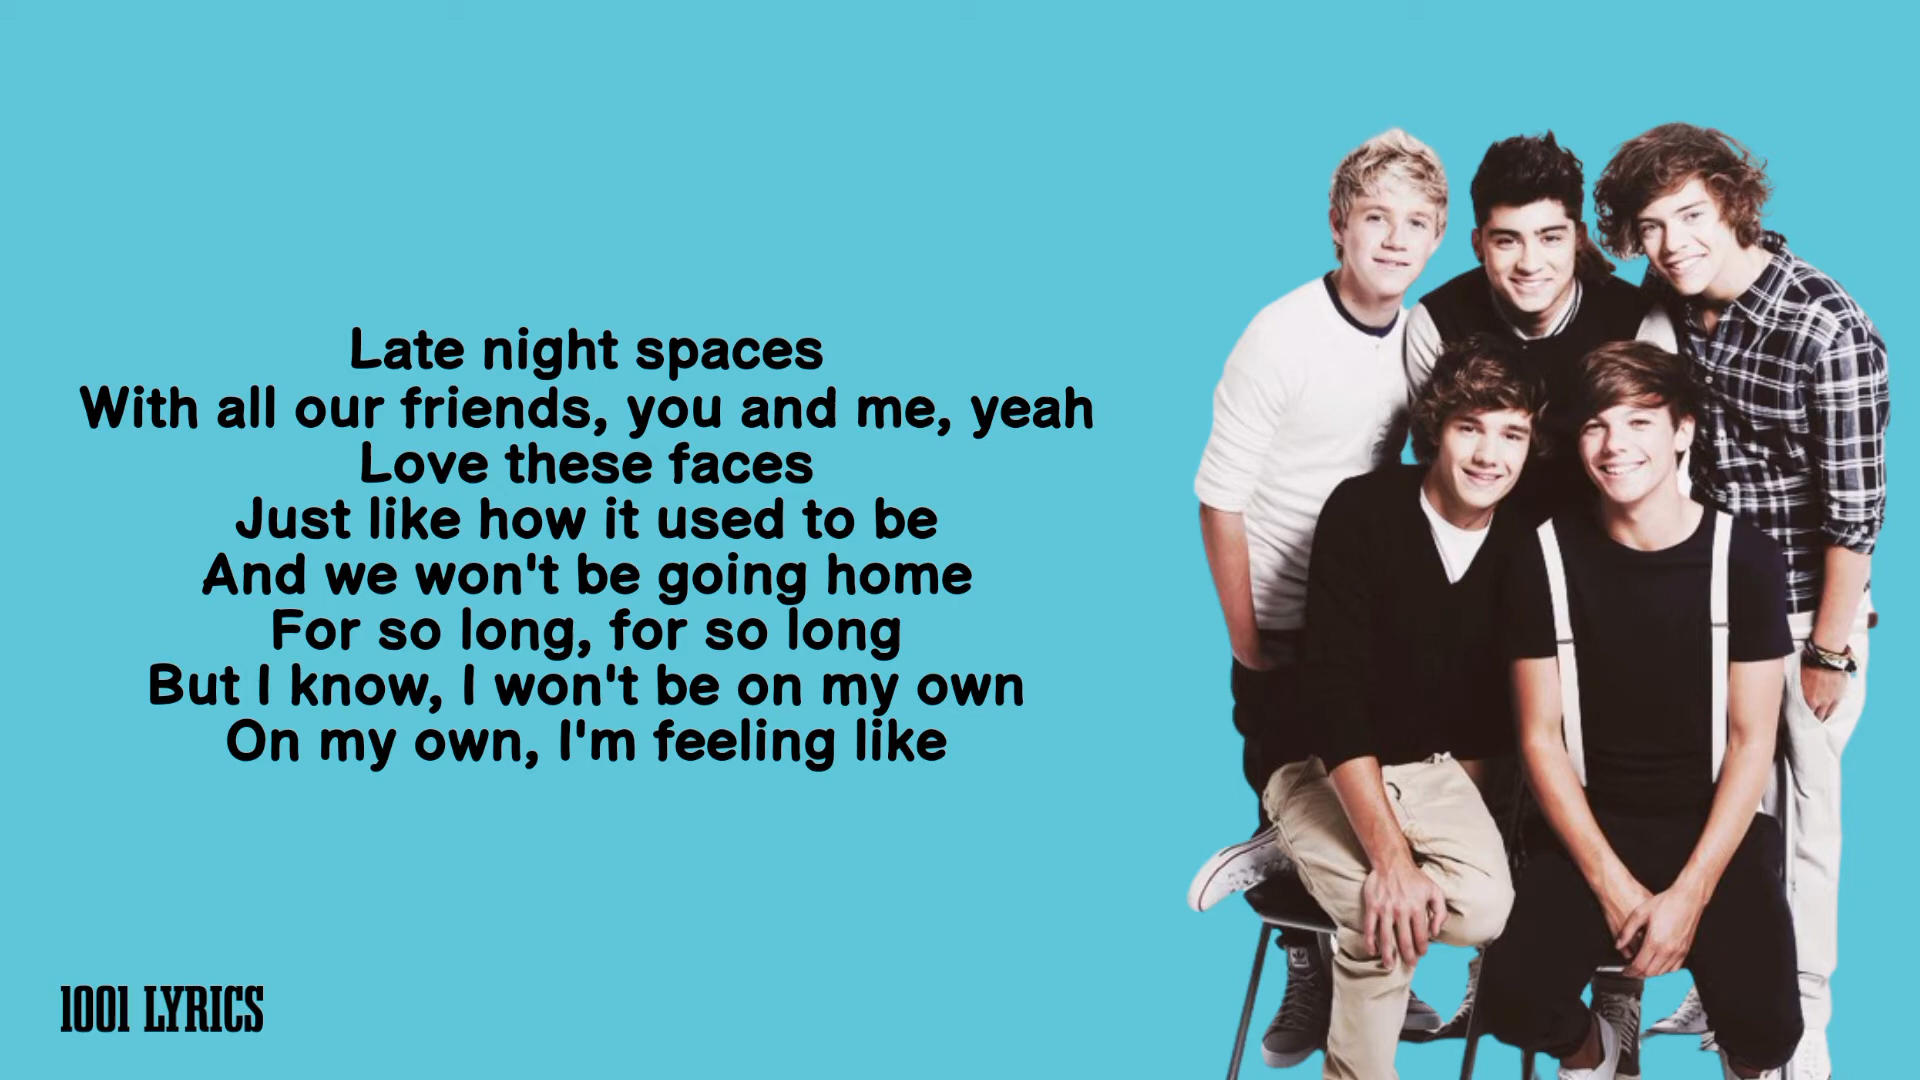 Late night spaces
With all our friends, you and me, yeah
Love these faces
Just like how it used to be
And we won't be going home
For so long, for so long
But I know, I won't be on my own
On my own, I'm feeling like
1001 LYRICS